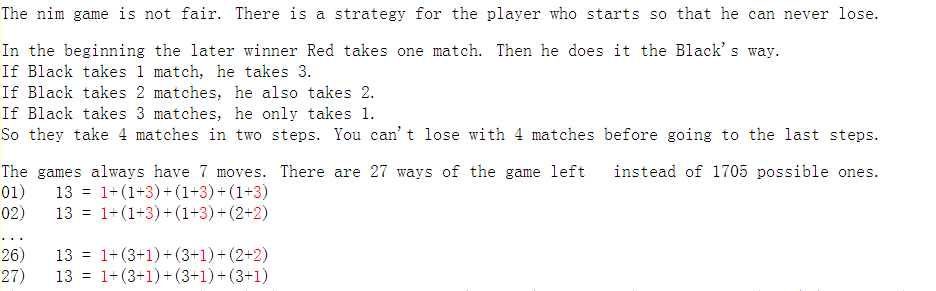 The nim game is not fair. There is a strategy for the player who starts so that he can never lose.
In the beginning the later winner Red takes one match. Then he does it the Black's way.
If Black takes 1 match, he takes 3.
If Black takes 2 matches, he also takes 2.
If Black takes 3 matches, he only takes 1.
So they take 4 matches in two steps. You can't lose with 4 matches before going to the last steps.
The games always have 7 moves. There are 27 ways of the game left   instead of 1705 possible ones.
01)   13 = 1+(1+3)+(1+3)+(1+3)
02)   13 = 1+(1+3)+(1+3)+(2+2)
...
26)   13 = 1+(3+1)+(3+1)+(2+2)
27)   13 = 1+(3+1)+(3+1)+(3+1)